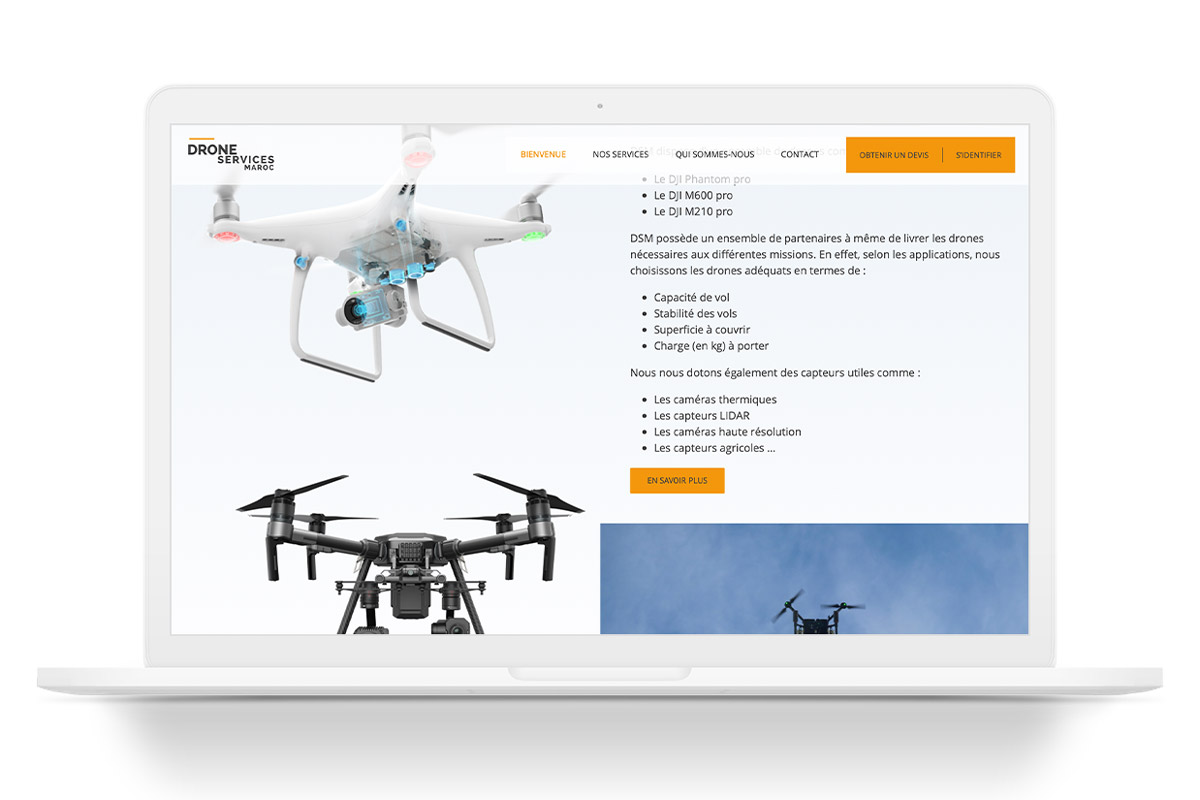 DRONE
SERVICES
MAROC
BIENVENUE NOS SERVICES QUI SOMMES-NOUS CONTACT OBTENIR UN DEVIS S'IDENTIFIER
Le DJI Phantom pro
Le DJI M600 pro
Le DJI M210 pro
DSM possède un ensemble de partenaires à même de livrer les drones
nécessaires aux différentes missions. En effet, selon les applications, nous
choisissons les drones adéquats en termes de :
Capacité de vol
Stabilité des vols
Superficie à couvrir
Charge (en kg) à porter
Nous nous dotons également des capteurs utiles comme :
Les caméras thermiques
Les capteurs LIDAR
Les caméras haute résolution
Les capteurs agricoles ...
EN SAVOIR PLUS